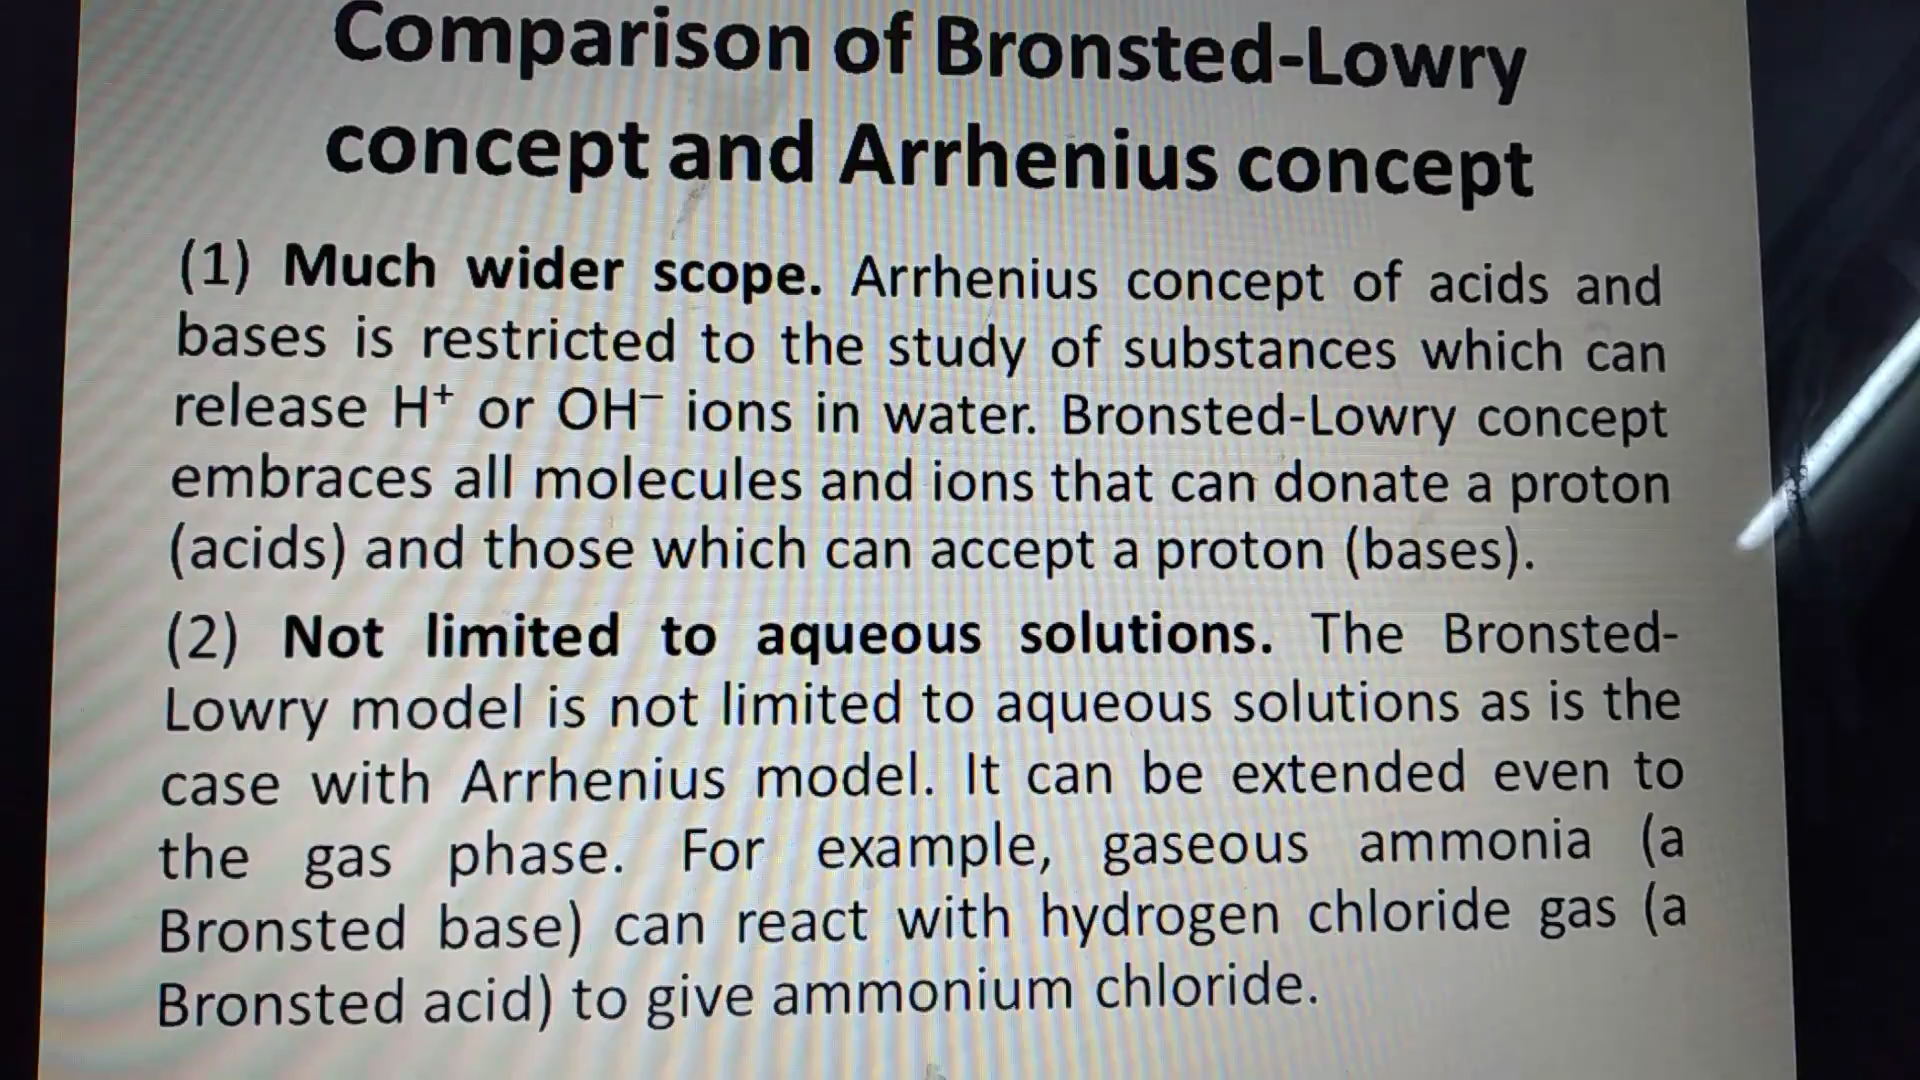 Comparison of Bronsted-Lowry
concept and Arrhenius concept
(1) Much wider scope. Arrhenius concept of acids and
bases is restricted to the study of substances which can
release H⁺ or OH⁻ ions in water. Bronsted-Lowry concept
embraces all molecules and ions that can donate a proton
(acids) and those which can accept a proton (bases).
(2) Not limited to aqueous solutions. The Bronsted-
Lowry model is not limited to aqueous solutions as is the
case with Arrhenius model. It can be extended even to
the gas phase. For example, gaseous ammonia (a
Bronsted base) can react with hydrogen chloride gas (a
Bronsted acid) to give ammonium chloride.